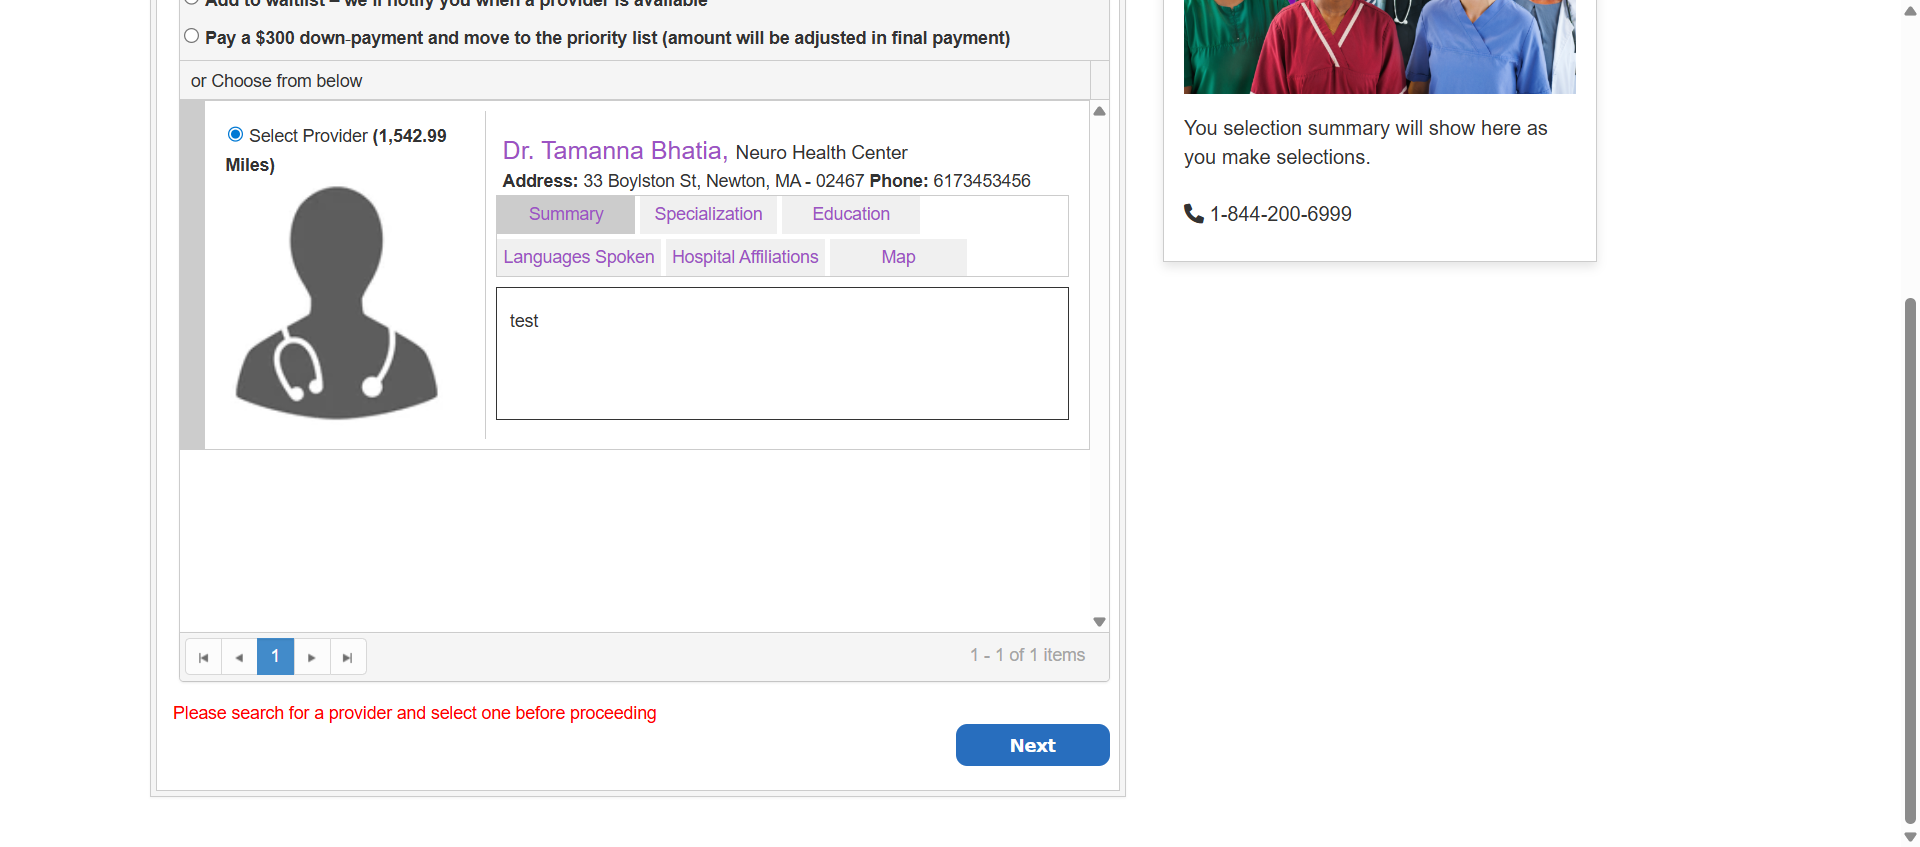 Add to waitlist – we'll notify you when a provider is available
Pay a $300 down-payment and move to the priority list (amount will be adjusted in final payment)
or Choose from below
Select Provider (1,542.99
Miles)
Dr. Tamanna Bhatia, Neuro Health Center
Address: 33 Boylston St, Newton, MA - 02467 Phone: 6173453456
Summary Specialization Education
Languages Spoken Hospital Affiliations Map
test
1
1 - 1 of 1 items
Please search for a provider and select one before proceeding
Next
You selection summary will show here as
you make selections.
1-844-200-6999